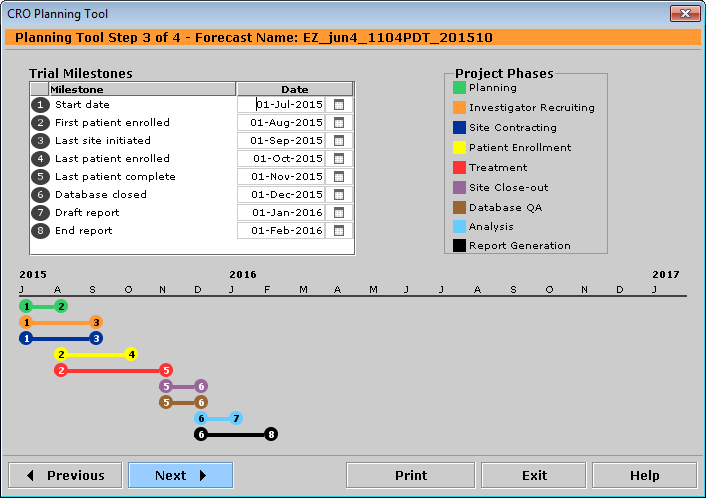 CRO Planning Tool
Planning Tool Step 3 of 4 - Forecast Name: EZ_jun4_1104PDT_201510
Trial Milestones
Milestone Date
1 Start date 01-Jul-2015
2 First patient enrolled 01-Aug-2015
3 Last site initiated 01-Sep-2015
4 Last patient enrolled 01-Oct-2015
5 Last patient complete 01-Nov-2015
6 Database closed 01-Dec-2015
7 Draft report 01-Jan-2016
8 End report 01-Feb-2016
Project Phases
Planning
Investigator Recruiting
Site Contracting
Patient Enrollment
Treatment
Site Close-out
Database QA
Analysis
Report Generation
2015 2016 2017
J A S O N D J F M A M J J A S O N D J
1 2
1 3
1 3
2 4
2 5
5 6
5 6
6 7
6 8
Previous Next Print Exit Help